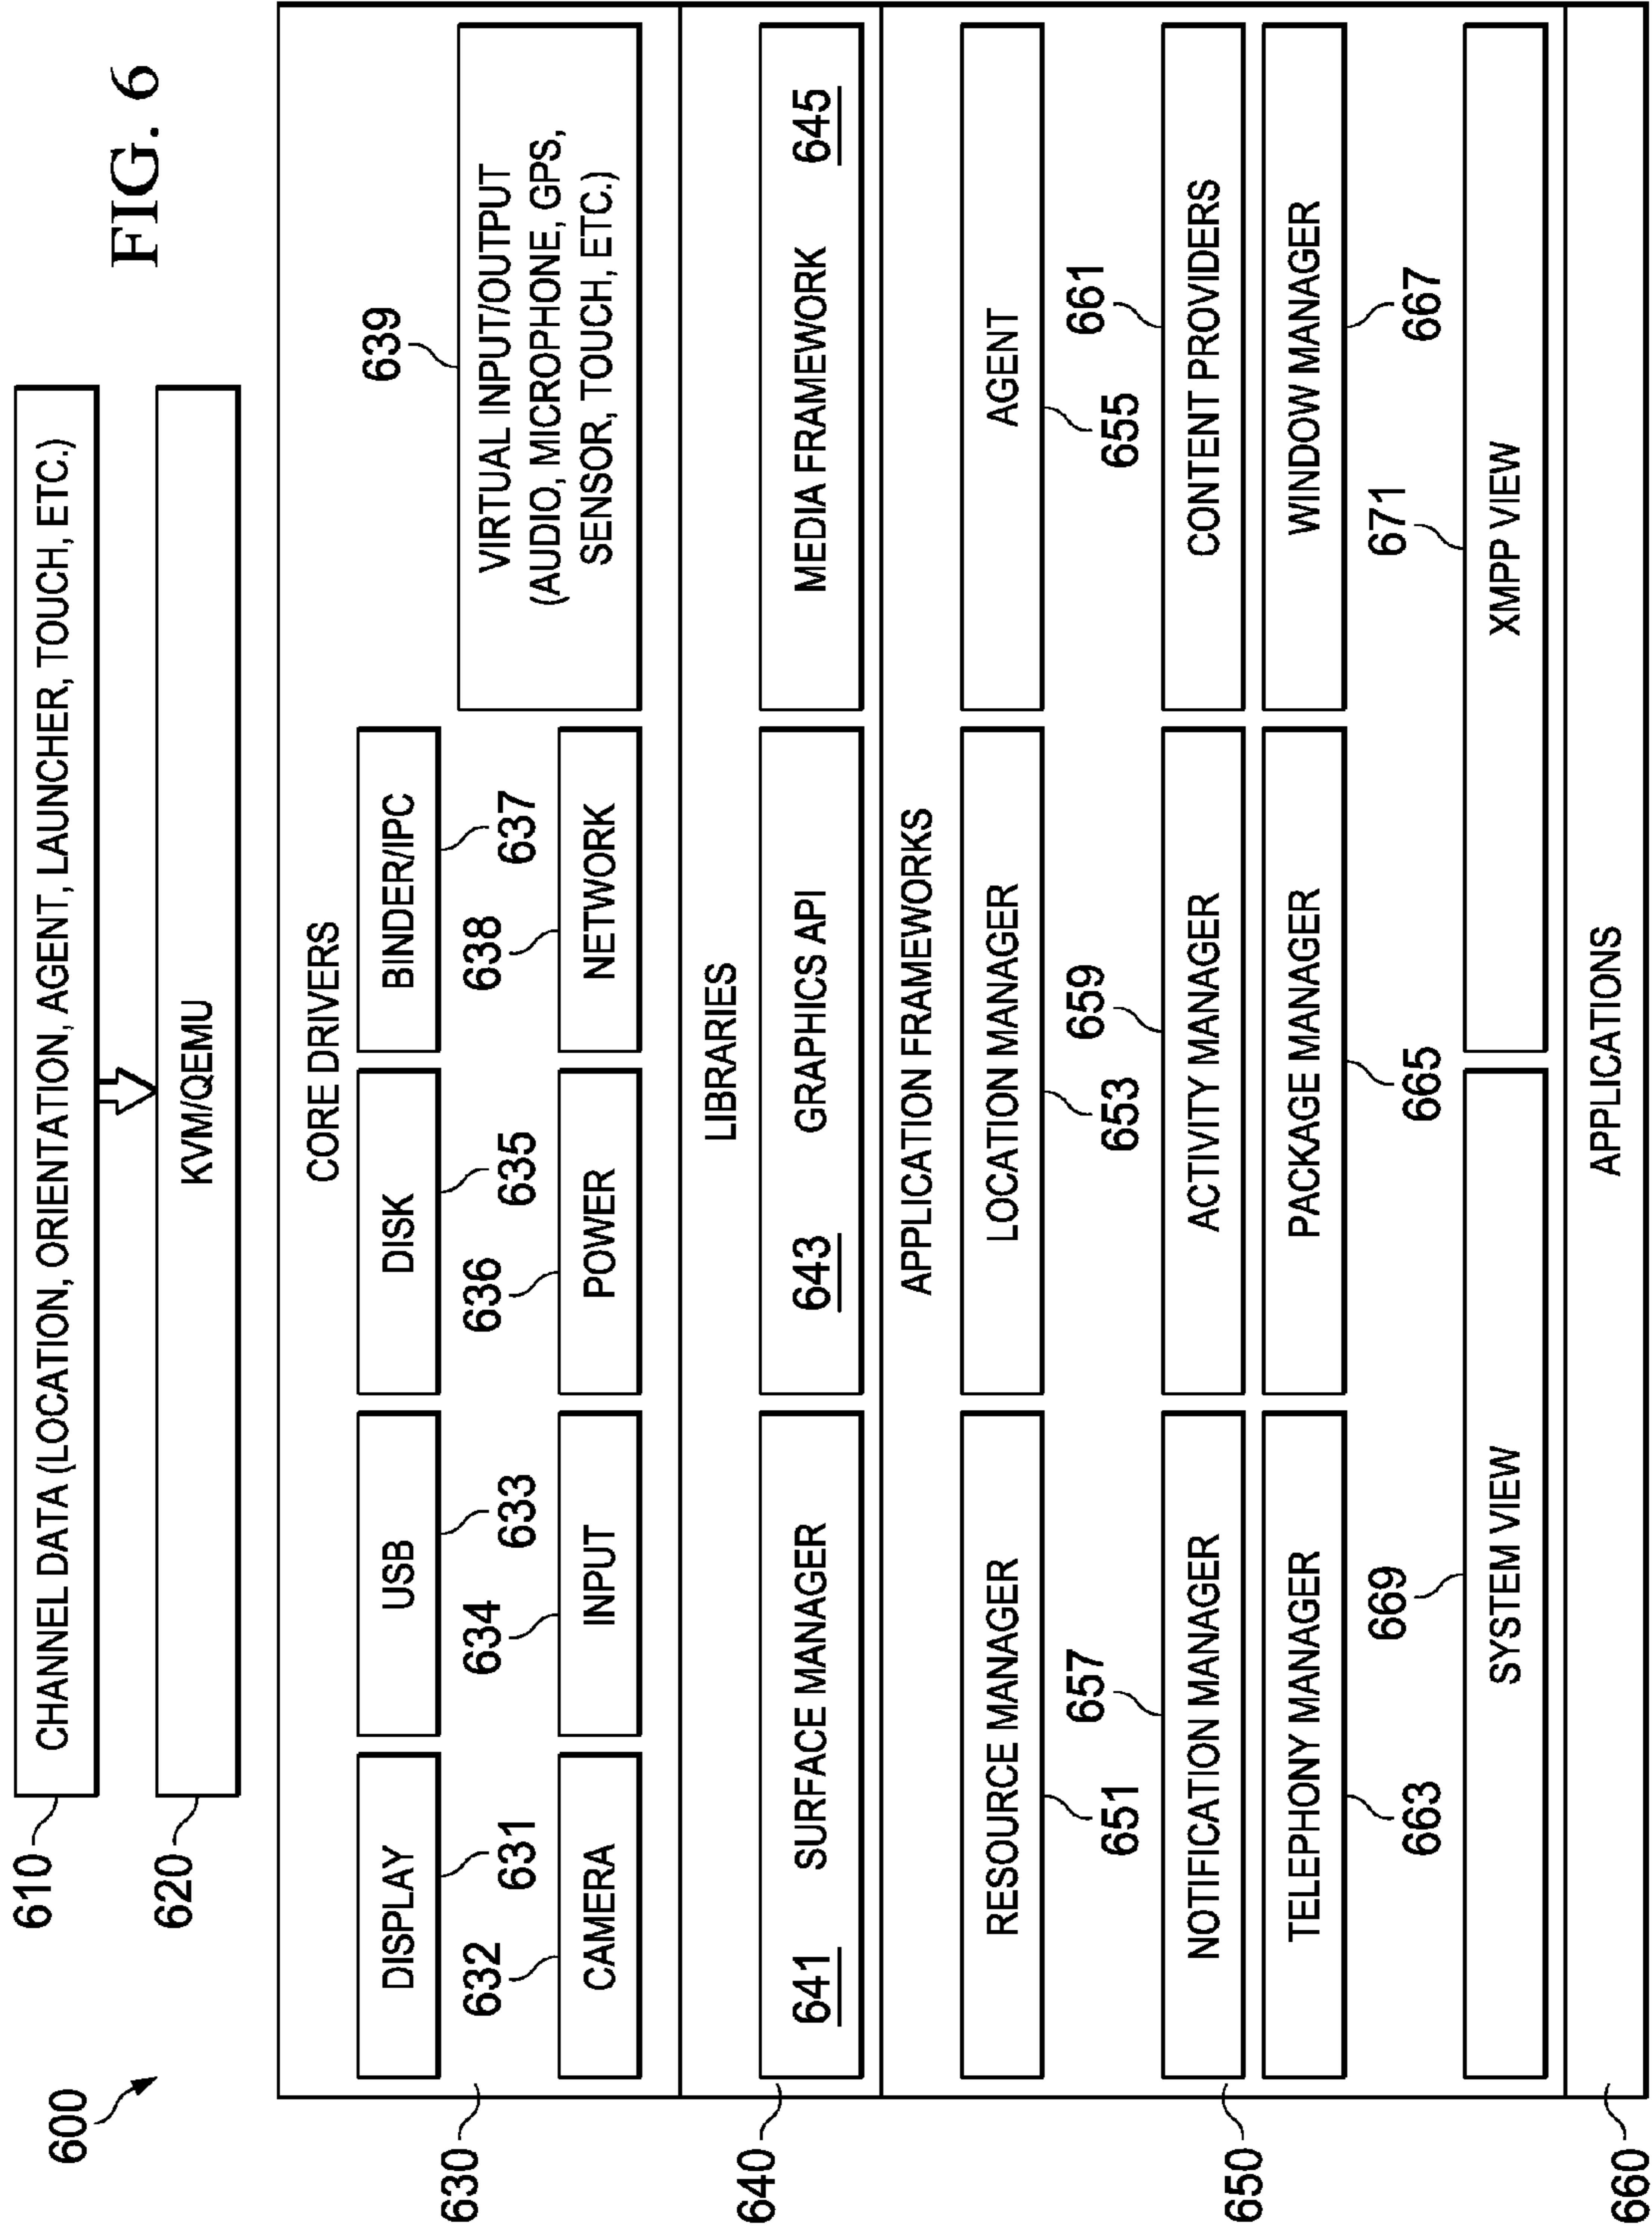 FIG. 6
600
610
CHANNEL DATA (LOCATION, ORIENTATION, AGENT, LAUNCHER, TOUCH, ETC.)
620
KVM/QEMU
630
CORE DRIVERS
639
DISPLAY
USB
DISK
BINDER/IPC
631
633
635
637
632
634
636
638
CAMERA
INPUT
POWER
NETWORK
VIRTUAL INPUT/OUTPUT
(AUDIO, MICROPHONE, GPS,
SENSOR, TOUCH, ETC.)
640
LIBRARIES
641 SURFACE MANAGER
643 GRAPHICS API
MEDIA FRAMEWORK 645
650
APPLICATION FRAMEWORKS
RESOURCE MANAGER
LOCATION MANAGER
AGENT
657
659
661
651
653
655
NOTIFICATION MANAGER
ACTIVITY MANAGER
CONTENT PROVIDERS
TELEPHONY MANAGER
PACKAGE MANAGER
WINDOW MANAGER
669
671
663
665
667
SYSTEM VIEW
XMPP VIEW
660
APPLICATIONS